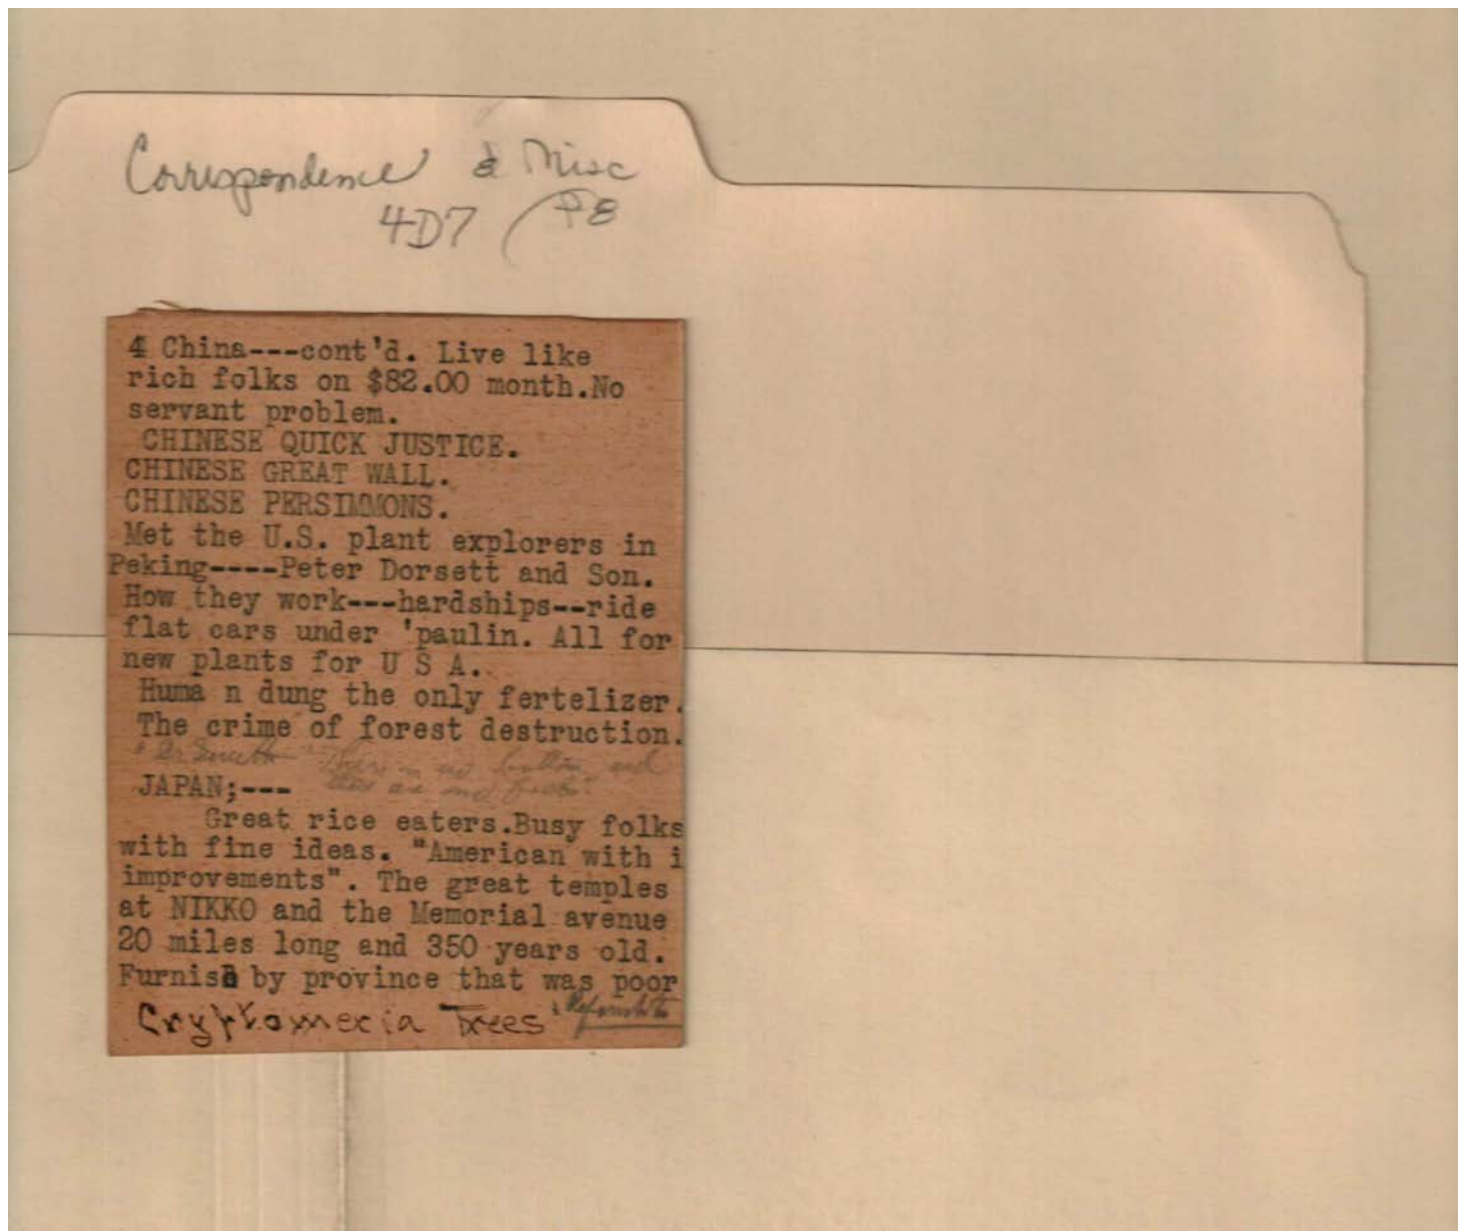 Correspondence & Misc
4D7
4 China---cont'd. Live like
rich folks on $82.00 month.No
servant problem.
CHINESE QUICK JUSTICE.
CHINESE GREAT WALL.
CHINESE PERSIMMONS.
Met the U.S. plant explorers in
Peking----Peter Dorsett and Son.
How they work---hardships--ride
flat cars under 'paulin. All for
new plants for U S A.
Huma n dung the only fertelizer.
The crime of forest destruction.
no button and
JAPAN;---
Great rice eaters.Busy folks
with fine ideas. "American with i
improvements". The great temples
at NIKKO and the Memorial avenue
20 miles long and 350 years old.
Furnish by province that was poor
Cryptomeria Trees